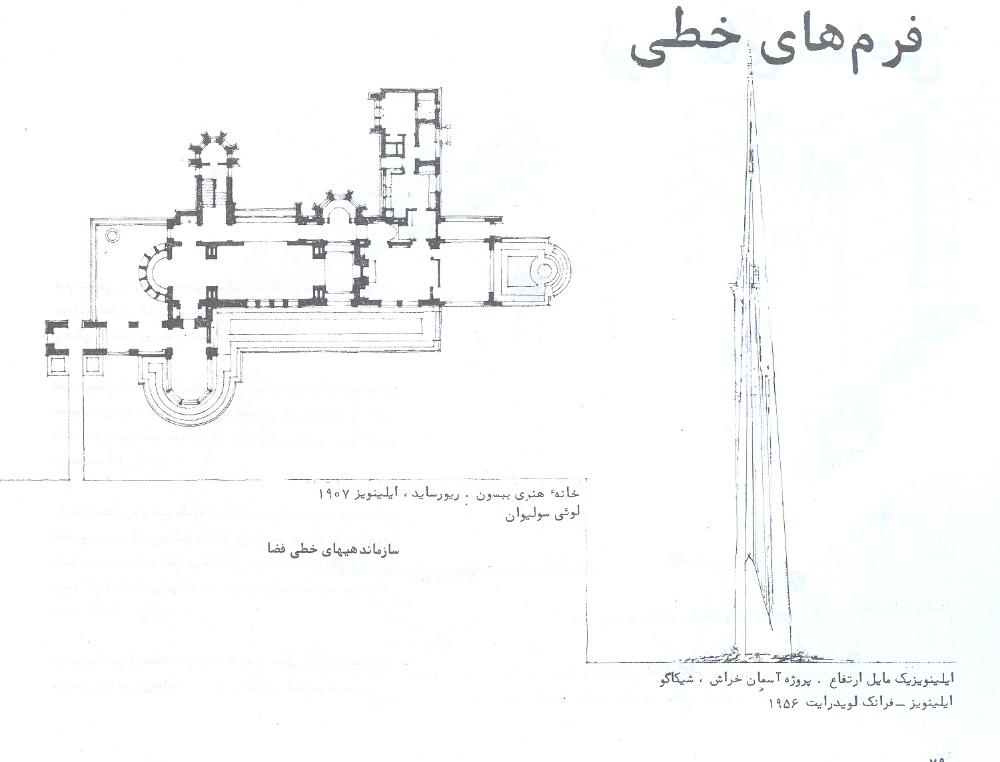 فرم‌های خطی
خانهٔ هنری ببسون . ریورساید ، ایلینویز ۱۹۰۷
لوئی سولیوان
سازماندهیهای خطی فضا
ایلینویزیک مایل ارتفاع . پروژه آسمان خراش ، شیکاگو
ایلینویز – فرانک لویدرایت ۱۹۵۶